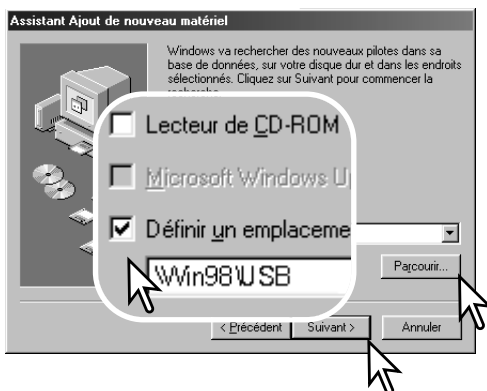 Assistant Ajout de nouveau matériel
Windows va rechercher des nouveaux pilotes dans sa
base de données, sur votre disque dur et dans les endroits
sélectionnés. Cliquez sur Suivant pour commencer la
Lecteur de CD-ROM
Microsoft Windows
Définir un emplaceme
\Win98\USB
Parcourir...
< Précédent
Suivant >
Annuler